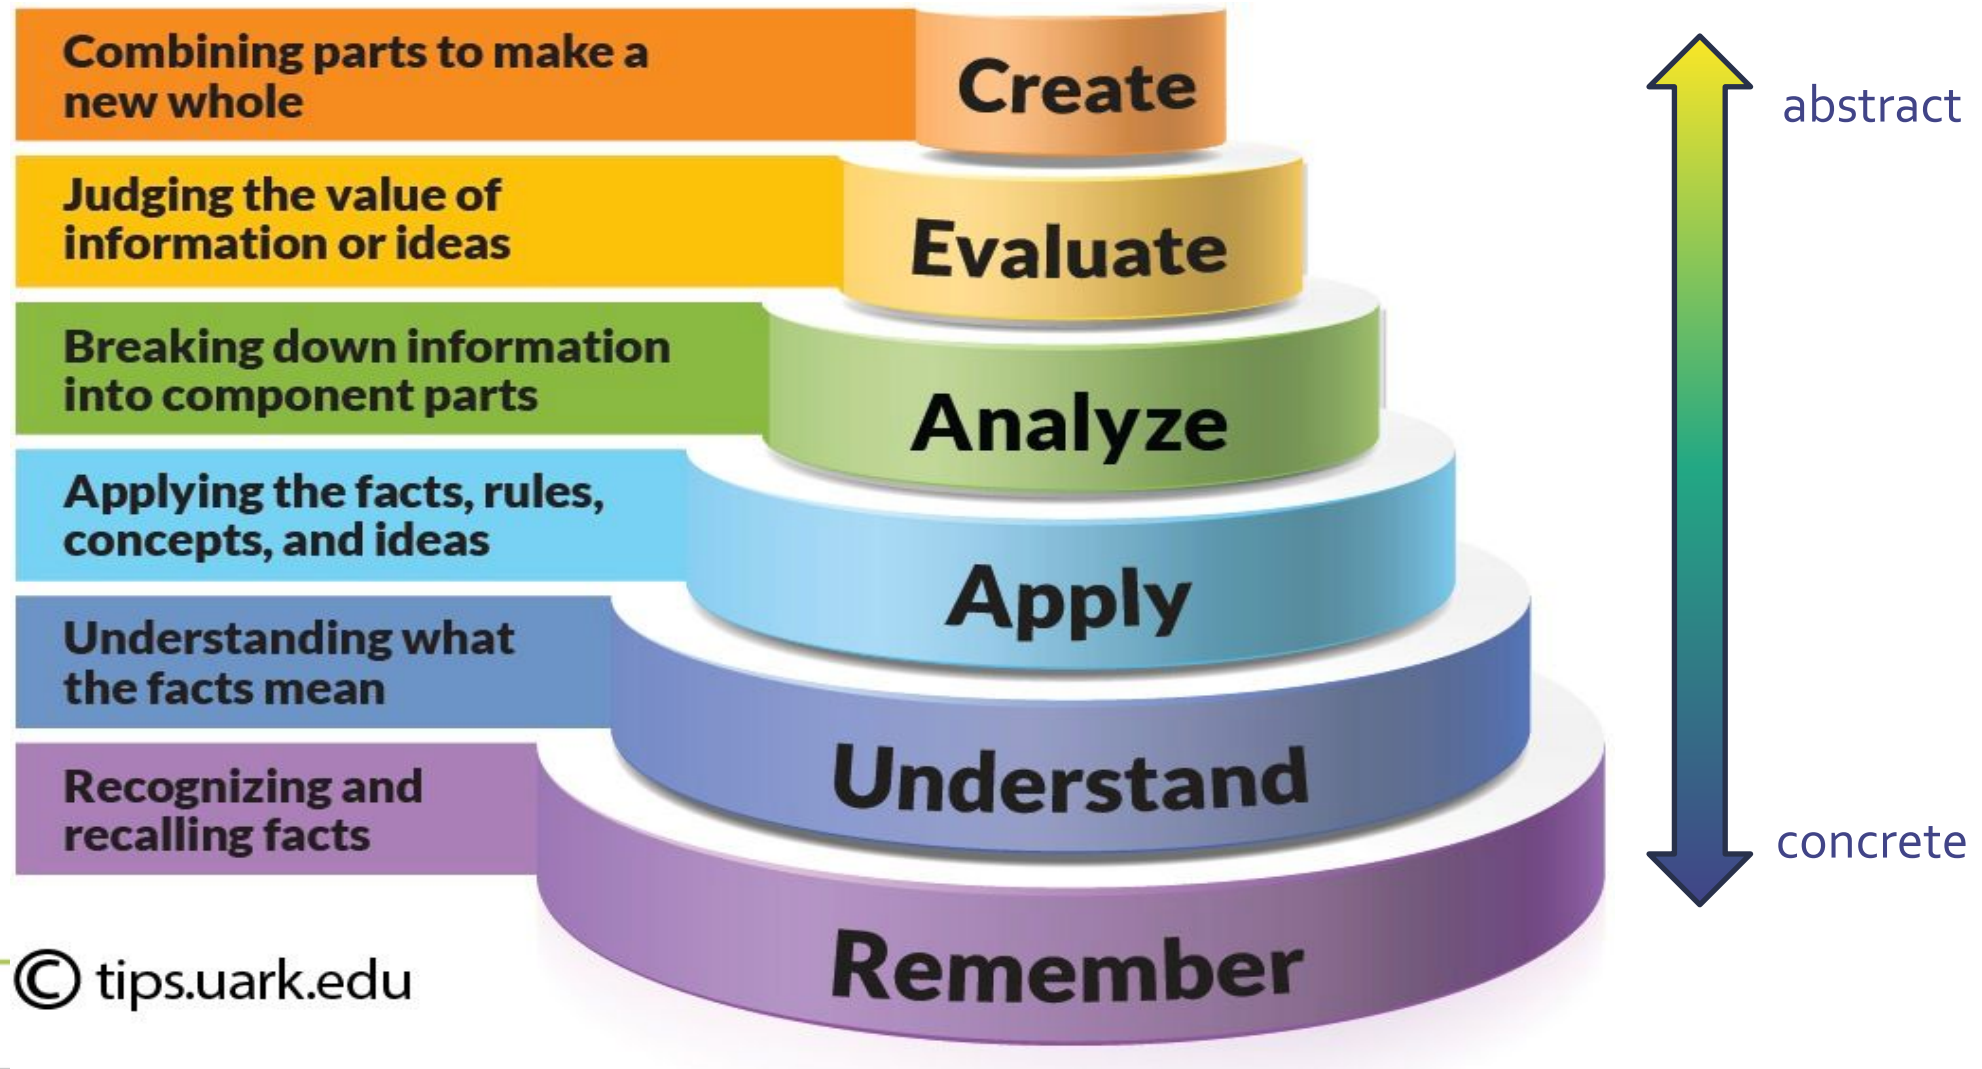 Combining parts to make a
new whole
Create
Judging the value of
information or ideas
Evaluate
Breaking down information
into component parts
Analyze
Applying the facts, rules,
concepts, and ideas
Apply
Understanding what
the facts mean
Understand
Recognizing and
recalling facts
Remember
abstract
concrete
© tips.uark.edu